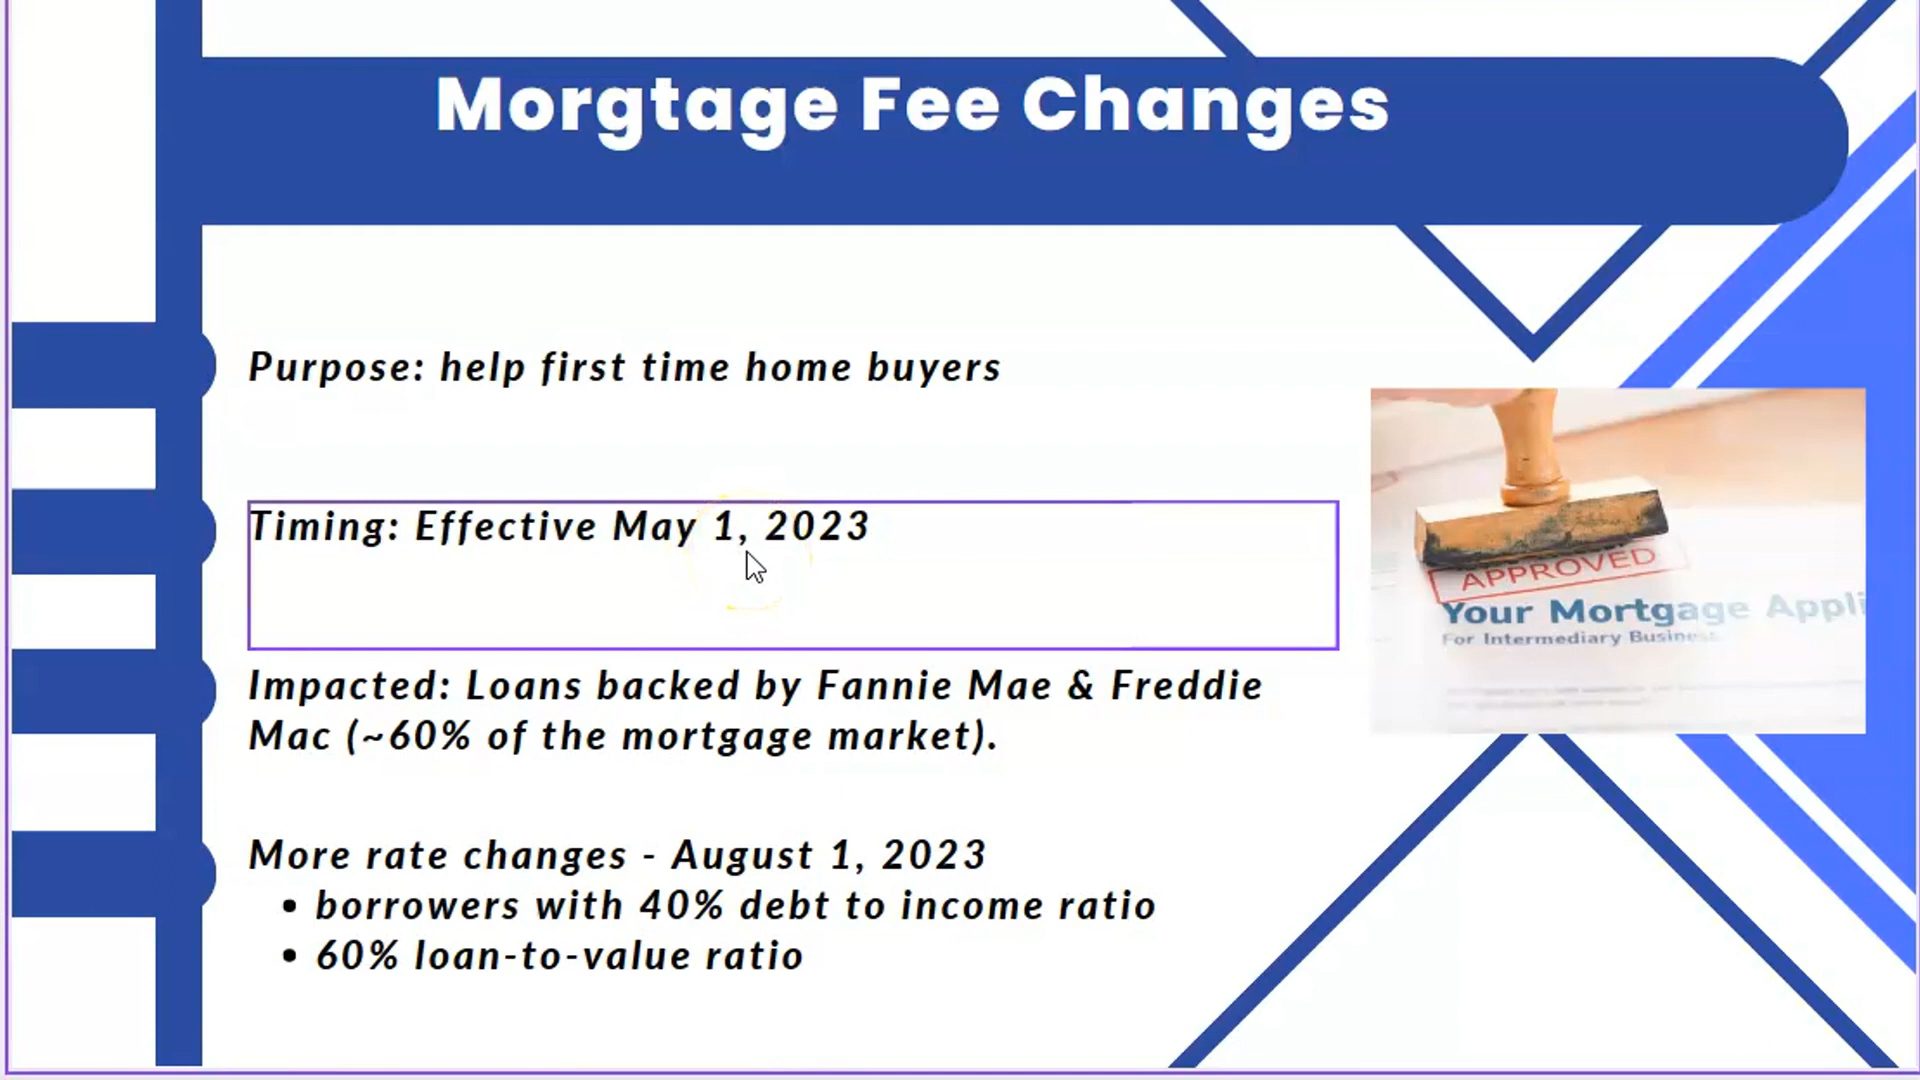 Morgtage Fee Changes
Purpose: help first time home buyers
Timing: Effective May 1, 2023
Impacted: Loans backed by Fannie Mae & Freddie
Mac (~60% of the mortgage market).
More rate changes - August 1, 2023
• borrowers with 40% debt to income ratio
• 60% loan-to-value ratio
APPROVED
Your Mortgage Appli
For Intermediary Business